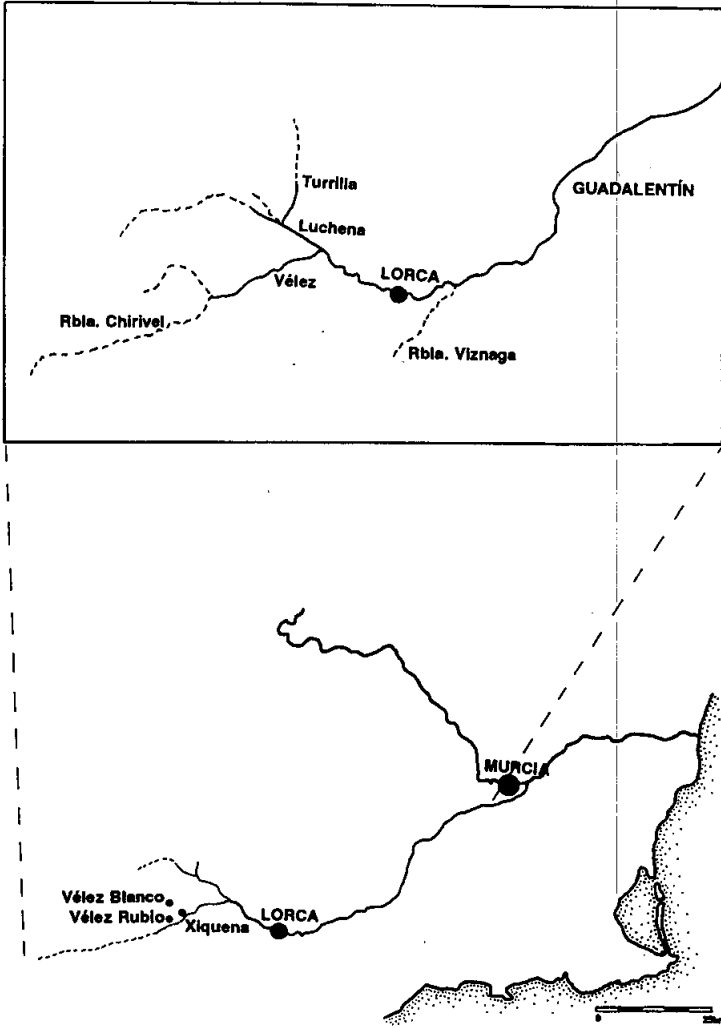 Turrilla
GUADALENTÍN
Luchena
LORCA
Vélez
Rbla. Chirivel
Rbla. Viznaga
MURCIA
Vélez Blanco
Vélez Rubio
Xiquena
LORCA
0